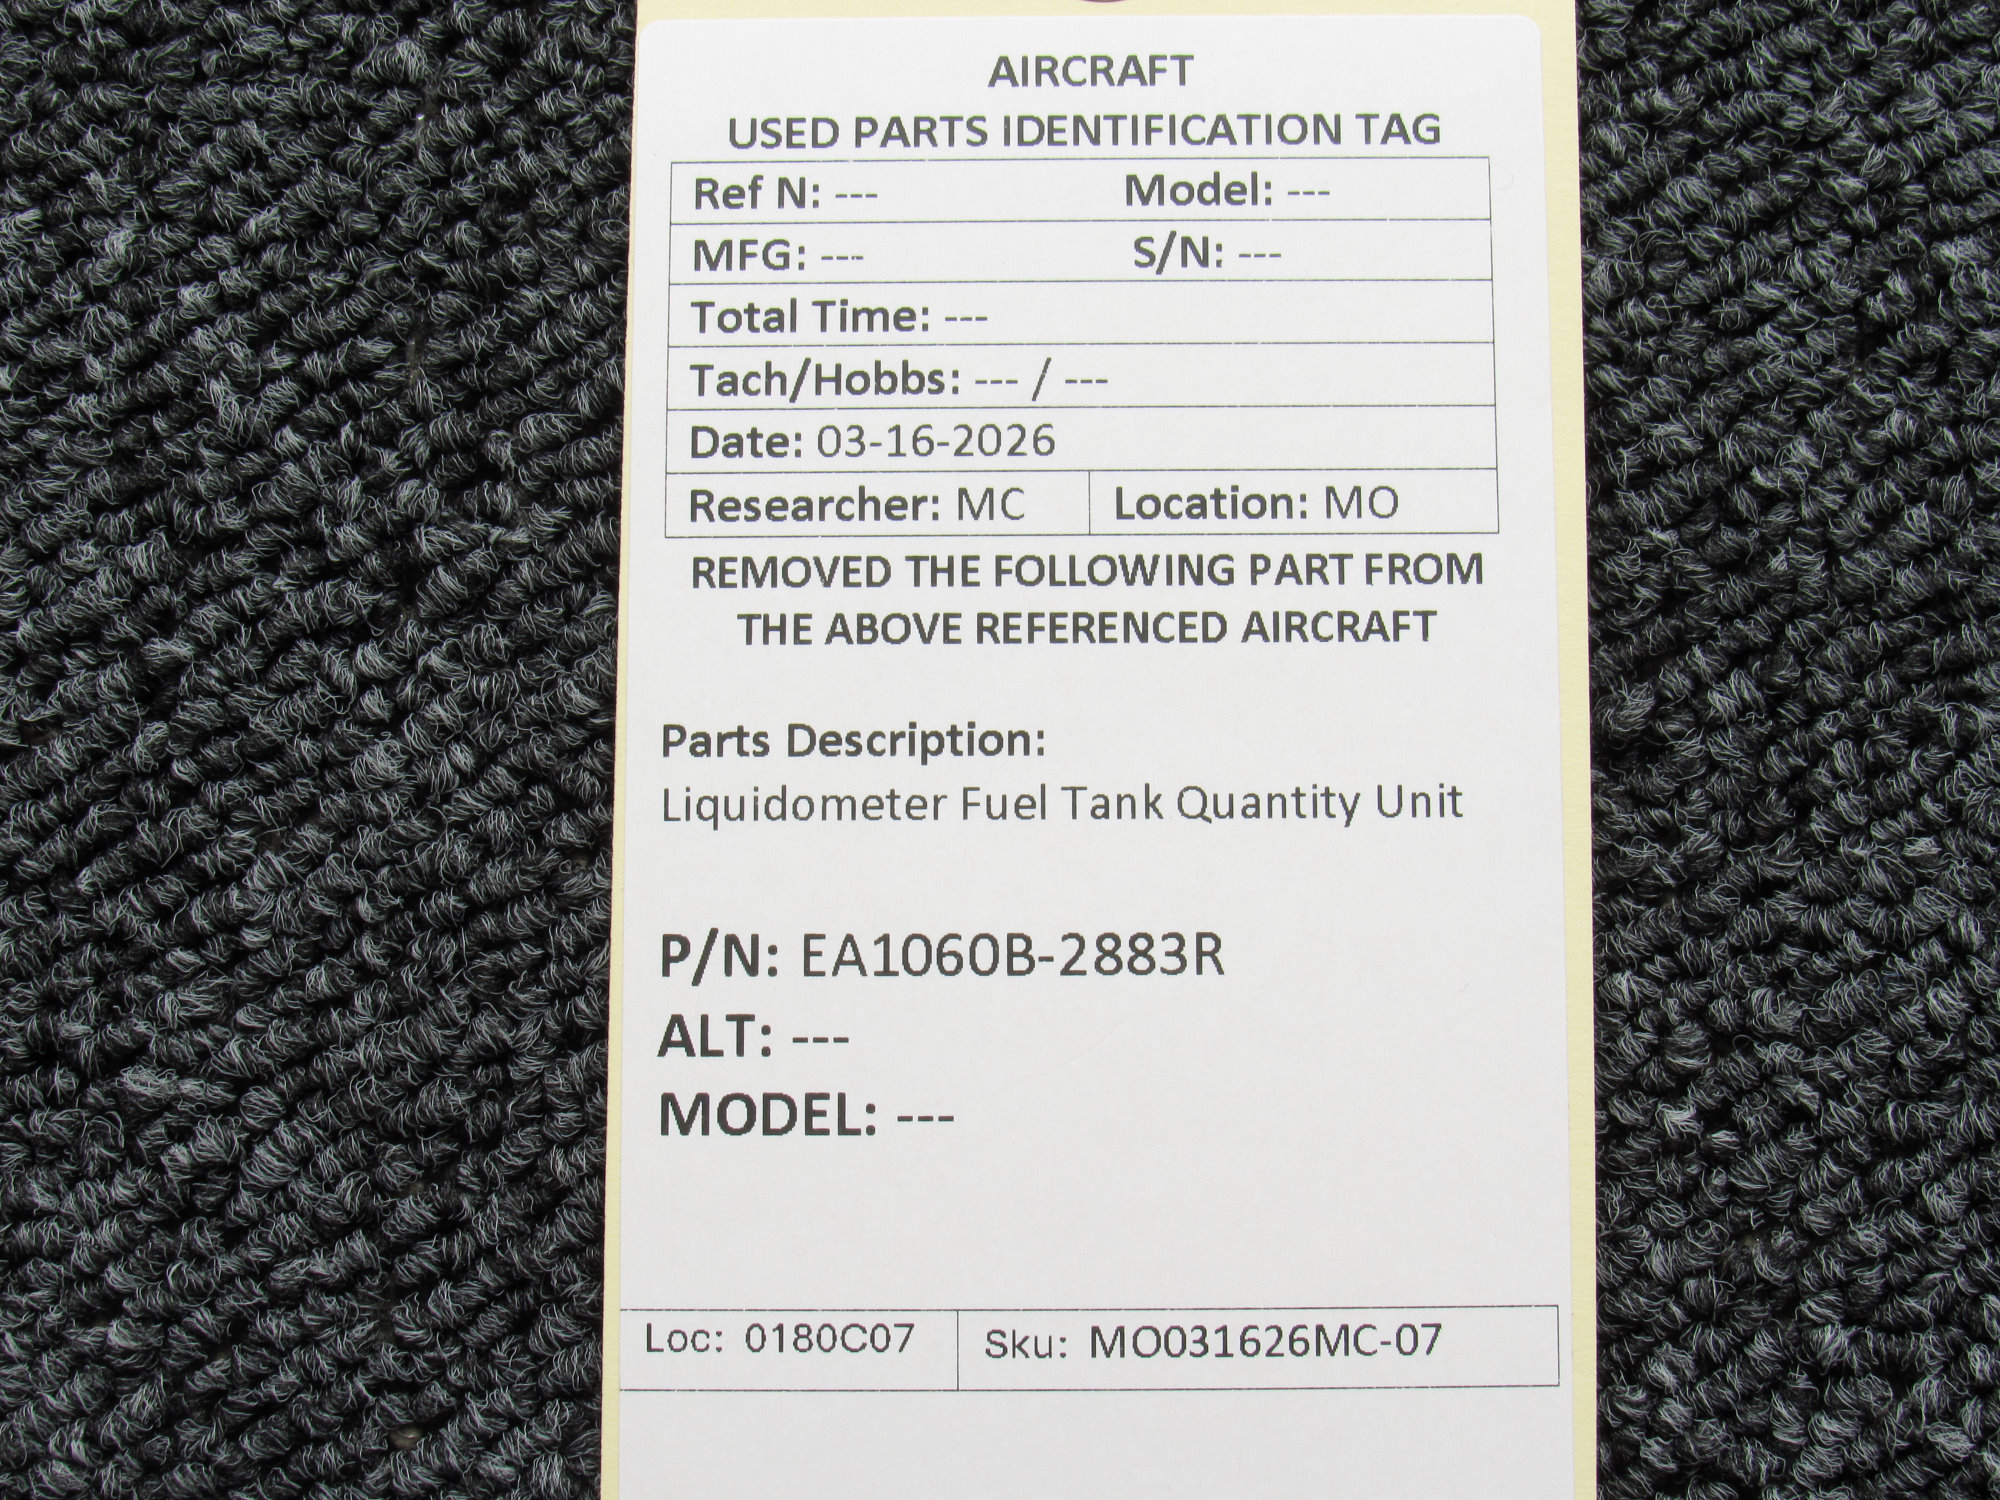 AIRCRAFT
USED PARTS IDENTIFICATION TAG
Ref N: --- Model: ---
MFG: --- S/N: ---
Total Time: ---
Tach/Hobbs: --- / ---
Date: 03-16-2026
Researcher: MC Location: MO
REMOVED THE FOLLOWING PART FROM
THE ABOVE REFERENCED AIRCRAFT
Parts Description:
Liquidometer Fuel Tank Quantity Unit
P/N: EA1060B-2883R
ALT: ---
MODEL: ---
Loc: 0180C07 Sku: MO031626MC-07